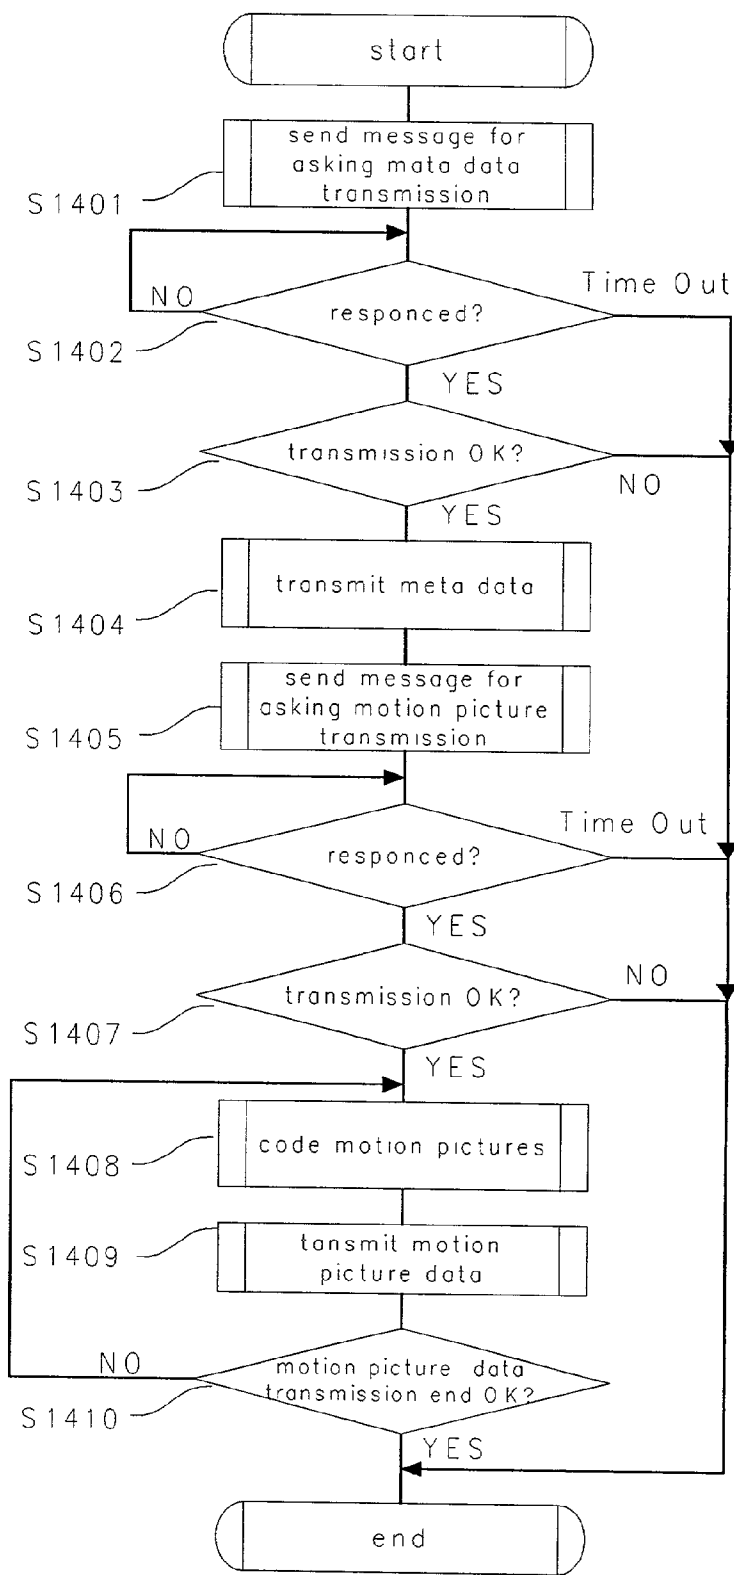 start
send message for
asking mata data
transmission
S1401
Time Out
NO
responced?
S1402
YES
transmission OK?
S1403
NO
YES
transmit meta data
S1404
send message for
asking motion picture
transmission
S1405
Time Out
NO
responced?
S1406
YES
NO
transmission OK?
S1407
YES
code motion pictures
S1408
tansmit motion
picture data
S1409
NO
motion picture data
transmission end OK?
S1410
YES
end